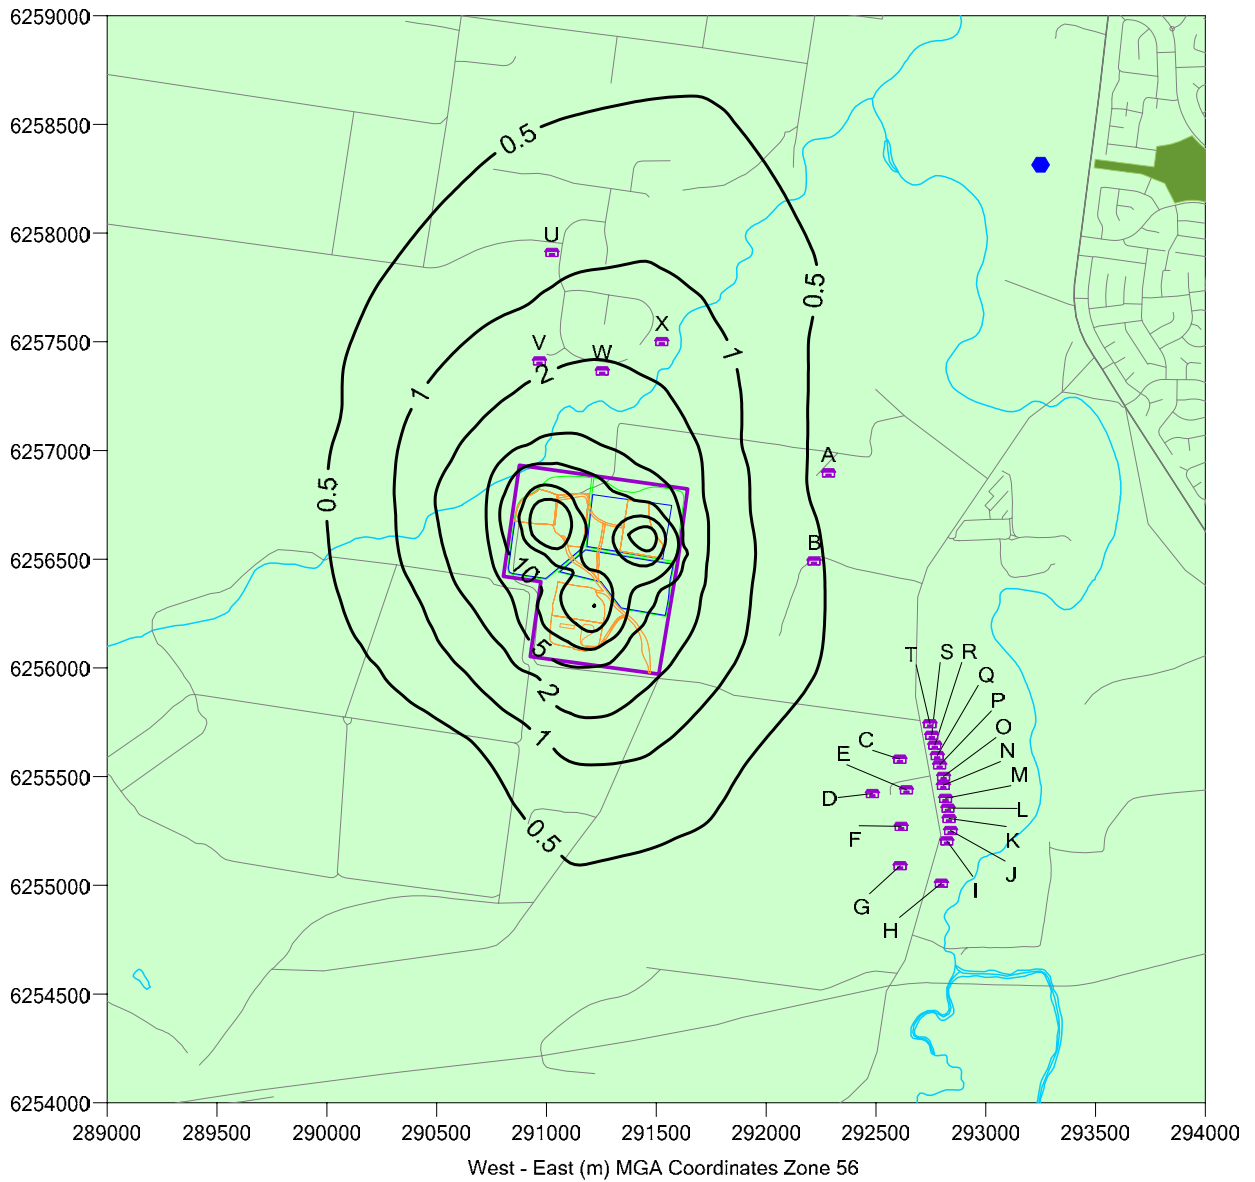 6259000
6258500
6258000
6257500
6257000
6256500
6256000
6255500
6255000
6254500
6254000
0.5
U
0.5
X
V
W
1
2
1
A
0.5
B
10
5
2
1
0.5
T
S
R
Q
P
O
N
M
L
K
J
I
C
E
D
F
G
H
289000
289500
290000
290500
291000
291500
292000
292500
293000
293500
294000
West - East (m) MGA Coordinates Zone 56